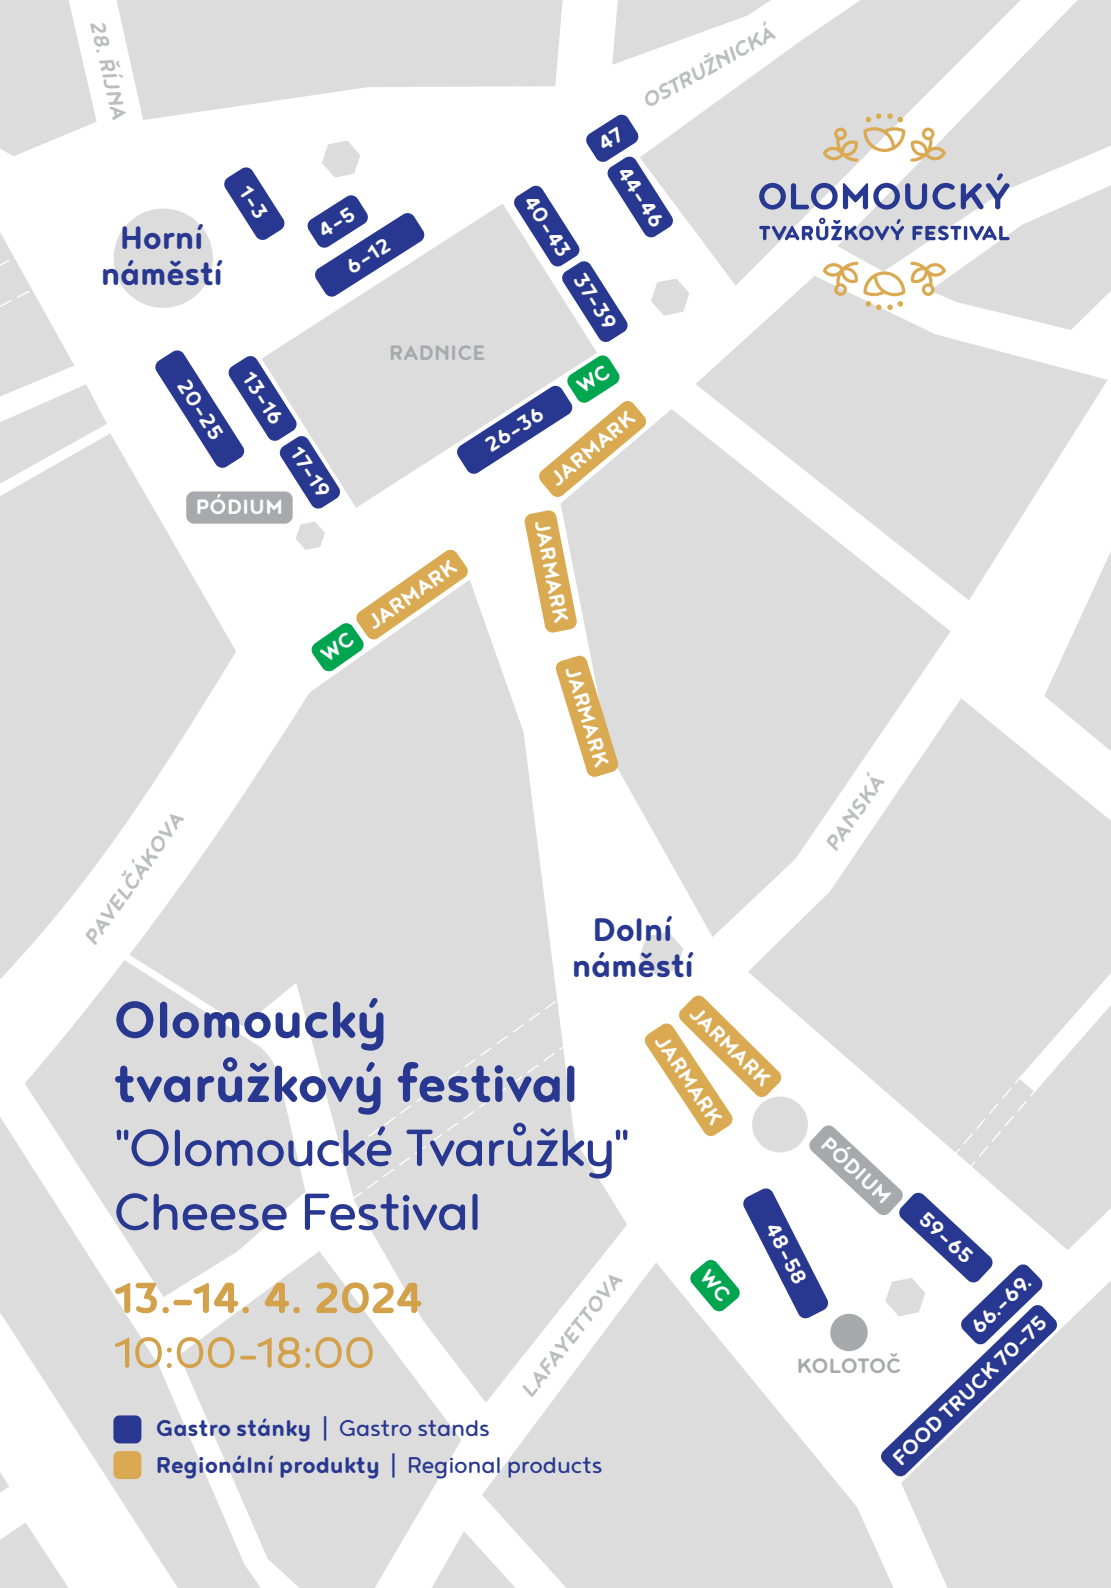 28. ŘÍJNA
OSTRUŽNICKÁ
47
44–46
OLOMOUCKÝ
TVARŮŽKOVÝ FESTIVAL
1–3
4–5
6–12
40–43
37–39
Horní
náměstí
RADNICE
20–25
13–16
17–19
26–36
WC
JARMARK
PÓDIUM
JARMARK
JARMARK
WC
JARMARK
PANSKÁ
PAVELČÁKOVA
Dolní
náměstí
Olomoucký
tvarůžkový festival
"Olomoucké Tvarůžky"
Cheese Festival
13.–14. 4. 2024
10:00–18:00
JARMARK
JARMARK
PÓDIUM
59–65
48–58
WC
66.–69.
FOOD TRUCK 70–75
KOLOTOČ
LAFAYETTOVA
Gastro stánky | Gastro stands
Regionální produkty | Regional products